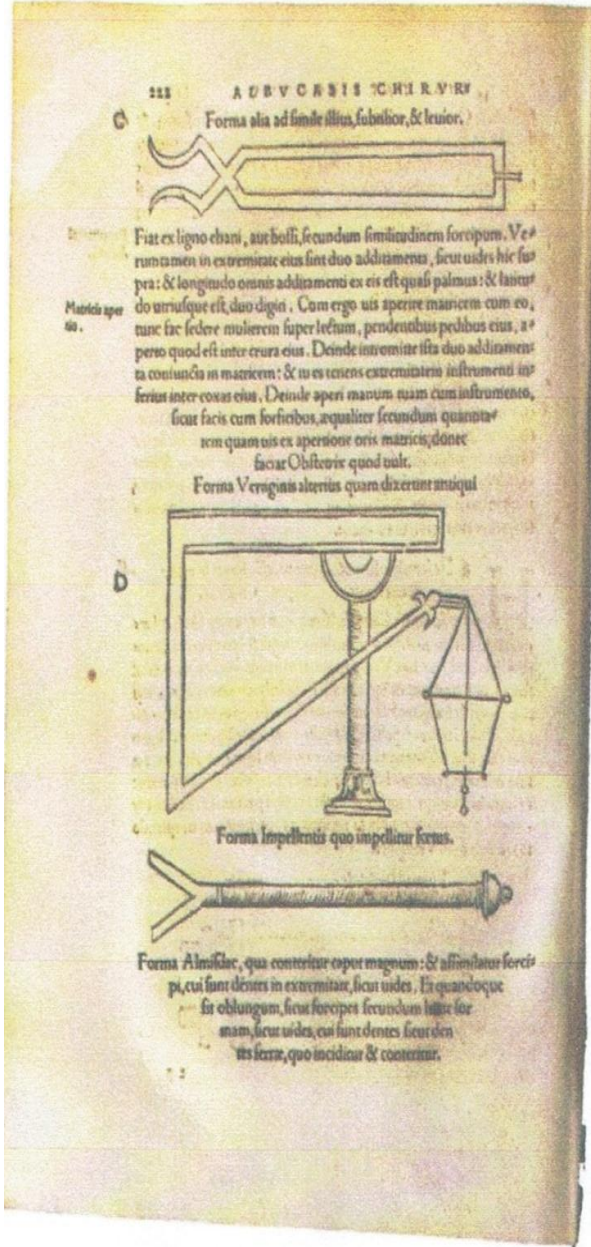 222 ALBVCASIS CHIRVR
C
Forma alia ad simile illius, subtilior, & leuior.
Fiat ex ligno ebani, aut bossi, secundum similitudinem forcipum. Ve-
rumtamen in extremitate eius sint duo additamenta, sicut uides hic su-
pra: & longitudo omnis additamenti ex eis est quasi palmus: & latitu-
Matricis aper
tio.
do utriusque est, duo digiti. Cum ergo uis aperire matricem cum eo,
tunc fac sedere mulierem super lectum, pendentibus pedibus eius, a-
perto quod est inter crura eius. Deinde intromitte ista duo additamen-
ta coniuncta in matricem: & tu es tenens extremitatem instrumenti in-
ferius inter coxas eius. Deinde aperi manum tuam cum instrumento,
sicut facis cum forficibus, æqualiter secundum quantita-
tem quam uis ex apertione oris matricis, donec
faciat Obstetrix quod uult.
Forma Vertiginis alterius quam dixerunt antiqui
D
Forma Impellentis quo impellitur fœtus.
Forma Almisdac, qua conteritur caput magnum: & assimilatur forci-
pi, cui sunt dentes in extremitate, sicut uides. Et quandoque
fit oblungum, sicut forcipes secundum hanc for
mam, sicut uides, cui sunt dentes sicut den
tes serræ, quo inciditur & conteritur.